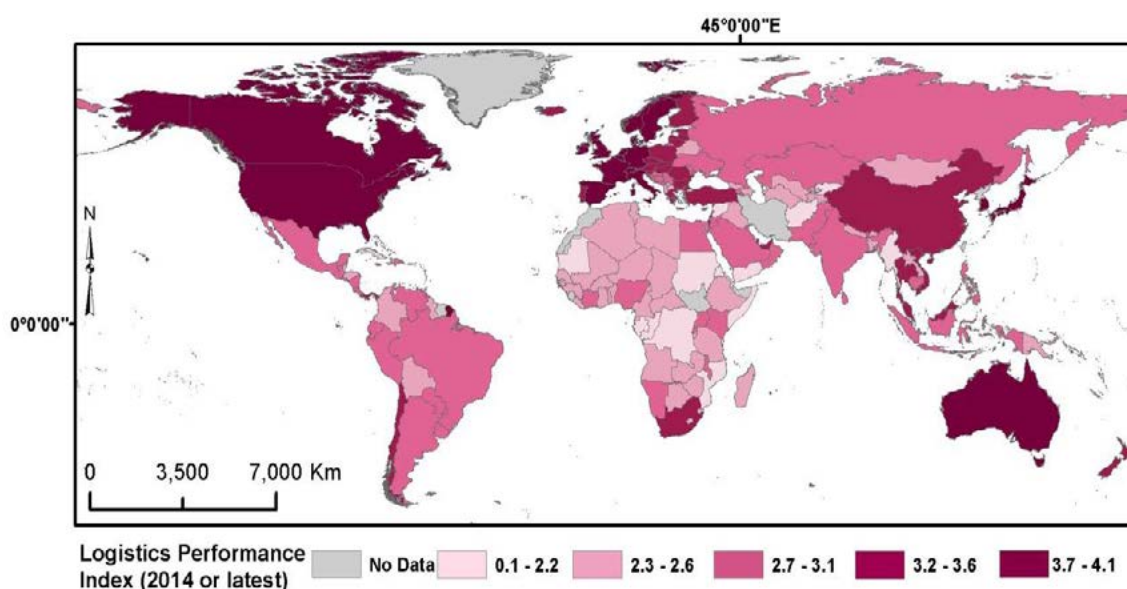 45°0'00"E
N
0°0'00"
0 3,500 7,000 Km
Logistics Performance
Index (2014 or latest)
No Data 0.1 - 2.2 2.3 - 2.6 2.7 - 3.1 3.2 - 3.6 3.7 - 4.1